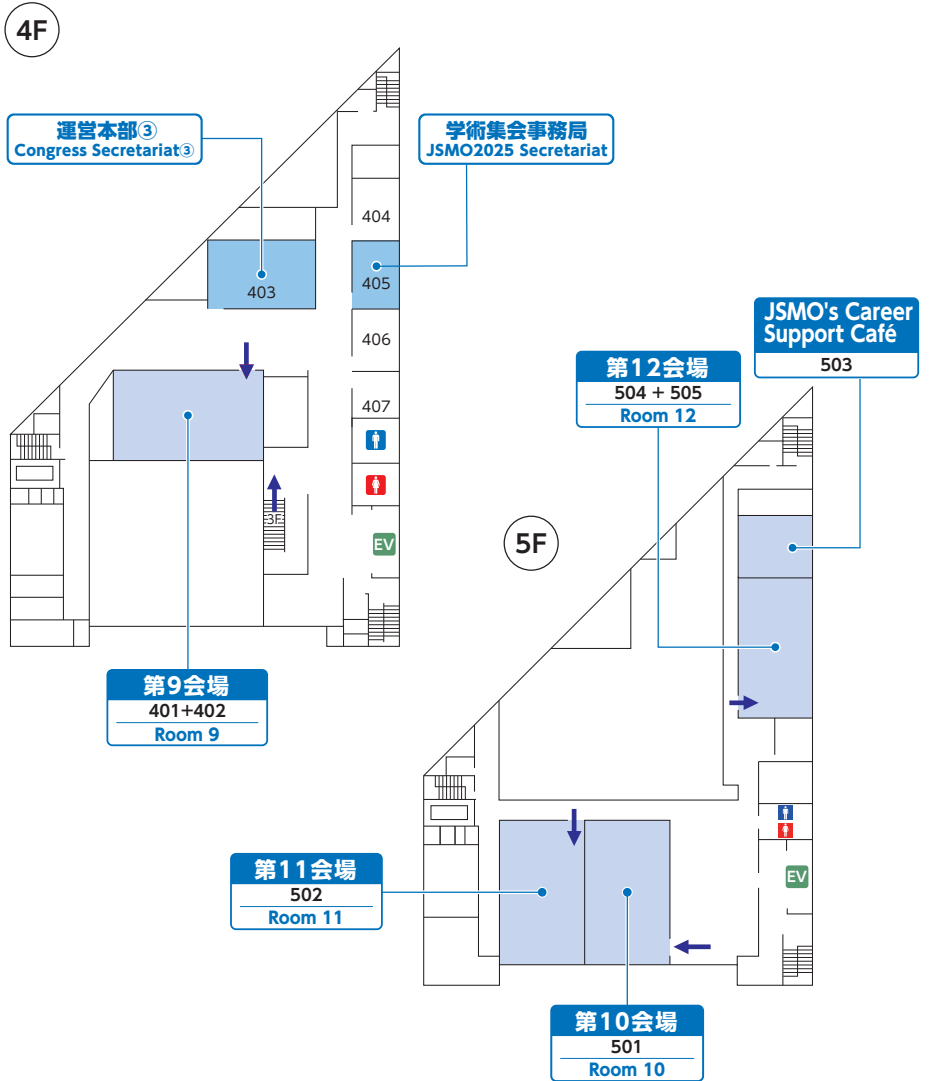 4F
運営本部③
Congress Secretariat③
学術集会事務局
JSMO2025 Secretariat
404
403
405
406
407
3F
EV
第9会場
401+402
Room 9
5F
JSMO's Career
Support Café
503
第12会場
504 + 505
Room 12
EV
第11会場
502
Room 11
第10会場
501
Room 10